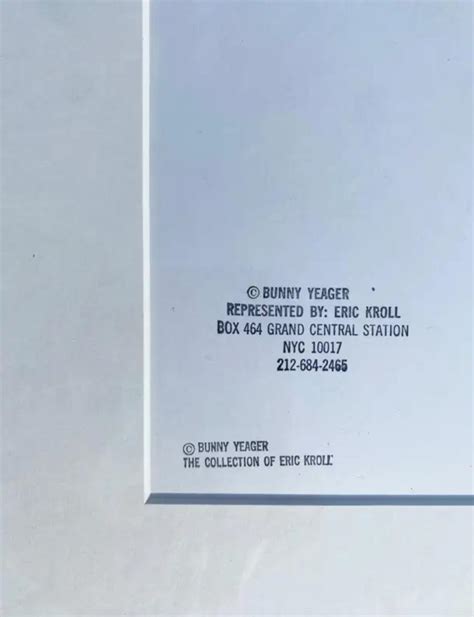 © BUNNY YEAGER
REPRESENTED BY: ERIC KROLL
BOX 464 GRAND CENTRAL STATION
NYC 10017
212-684-2465
© BUNNY YEAGER
THE COLLECTION OF ERIC KROLL